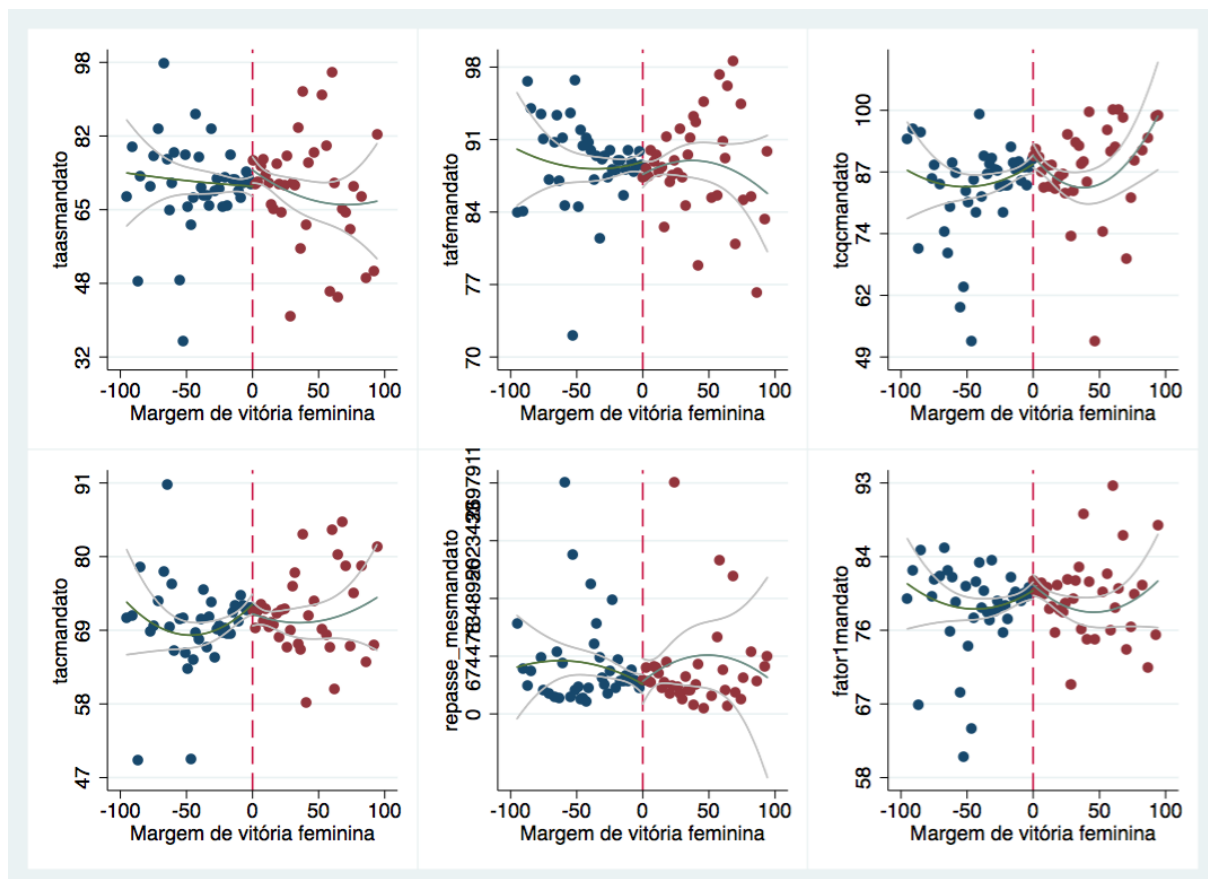 98
82
65
48
32
taasmandato
-100 -50 0 50 100
Margem de vitória feminina
98
91
84
77
70
tafemandato
-100 -50 0 50 100
Margem de vitória feminina
100
87
74
62
49
tcqcmandato
-100 -50 0 50 100
Margem de vitória feminina
91
80
69
58
47
tacmandato
-100 -50 0 50 100
Margem de vitória feminina
0
repasse_mesmandato
-100 -50 0 50 100
Margem de vitória feminina
93
84
76
67
58
fator1mandato
-100 -50 0 50 100
Margem de vitória feminina